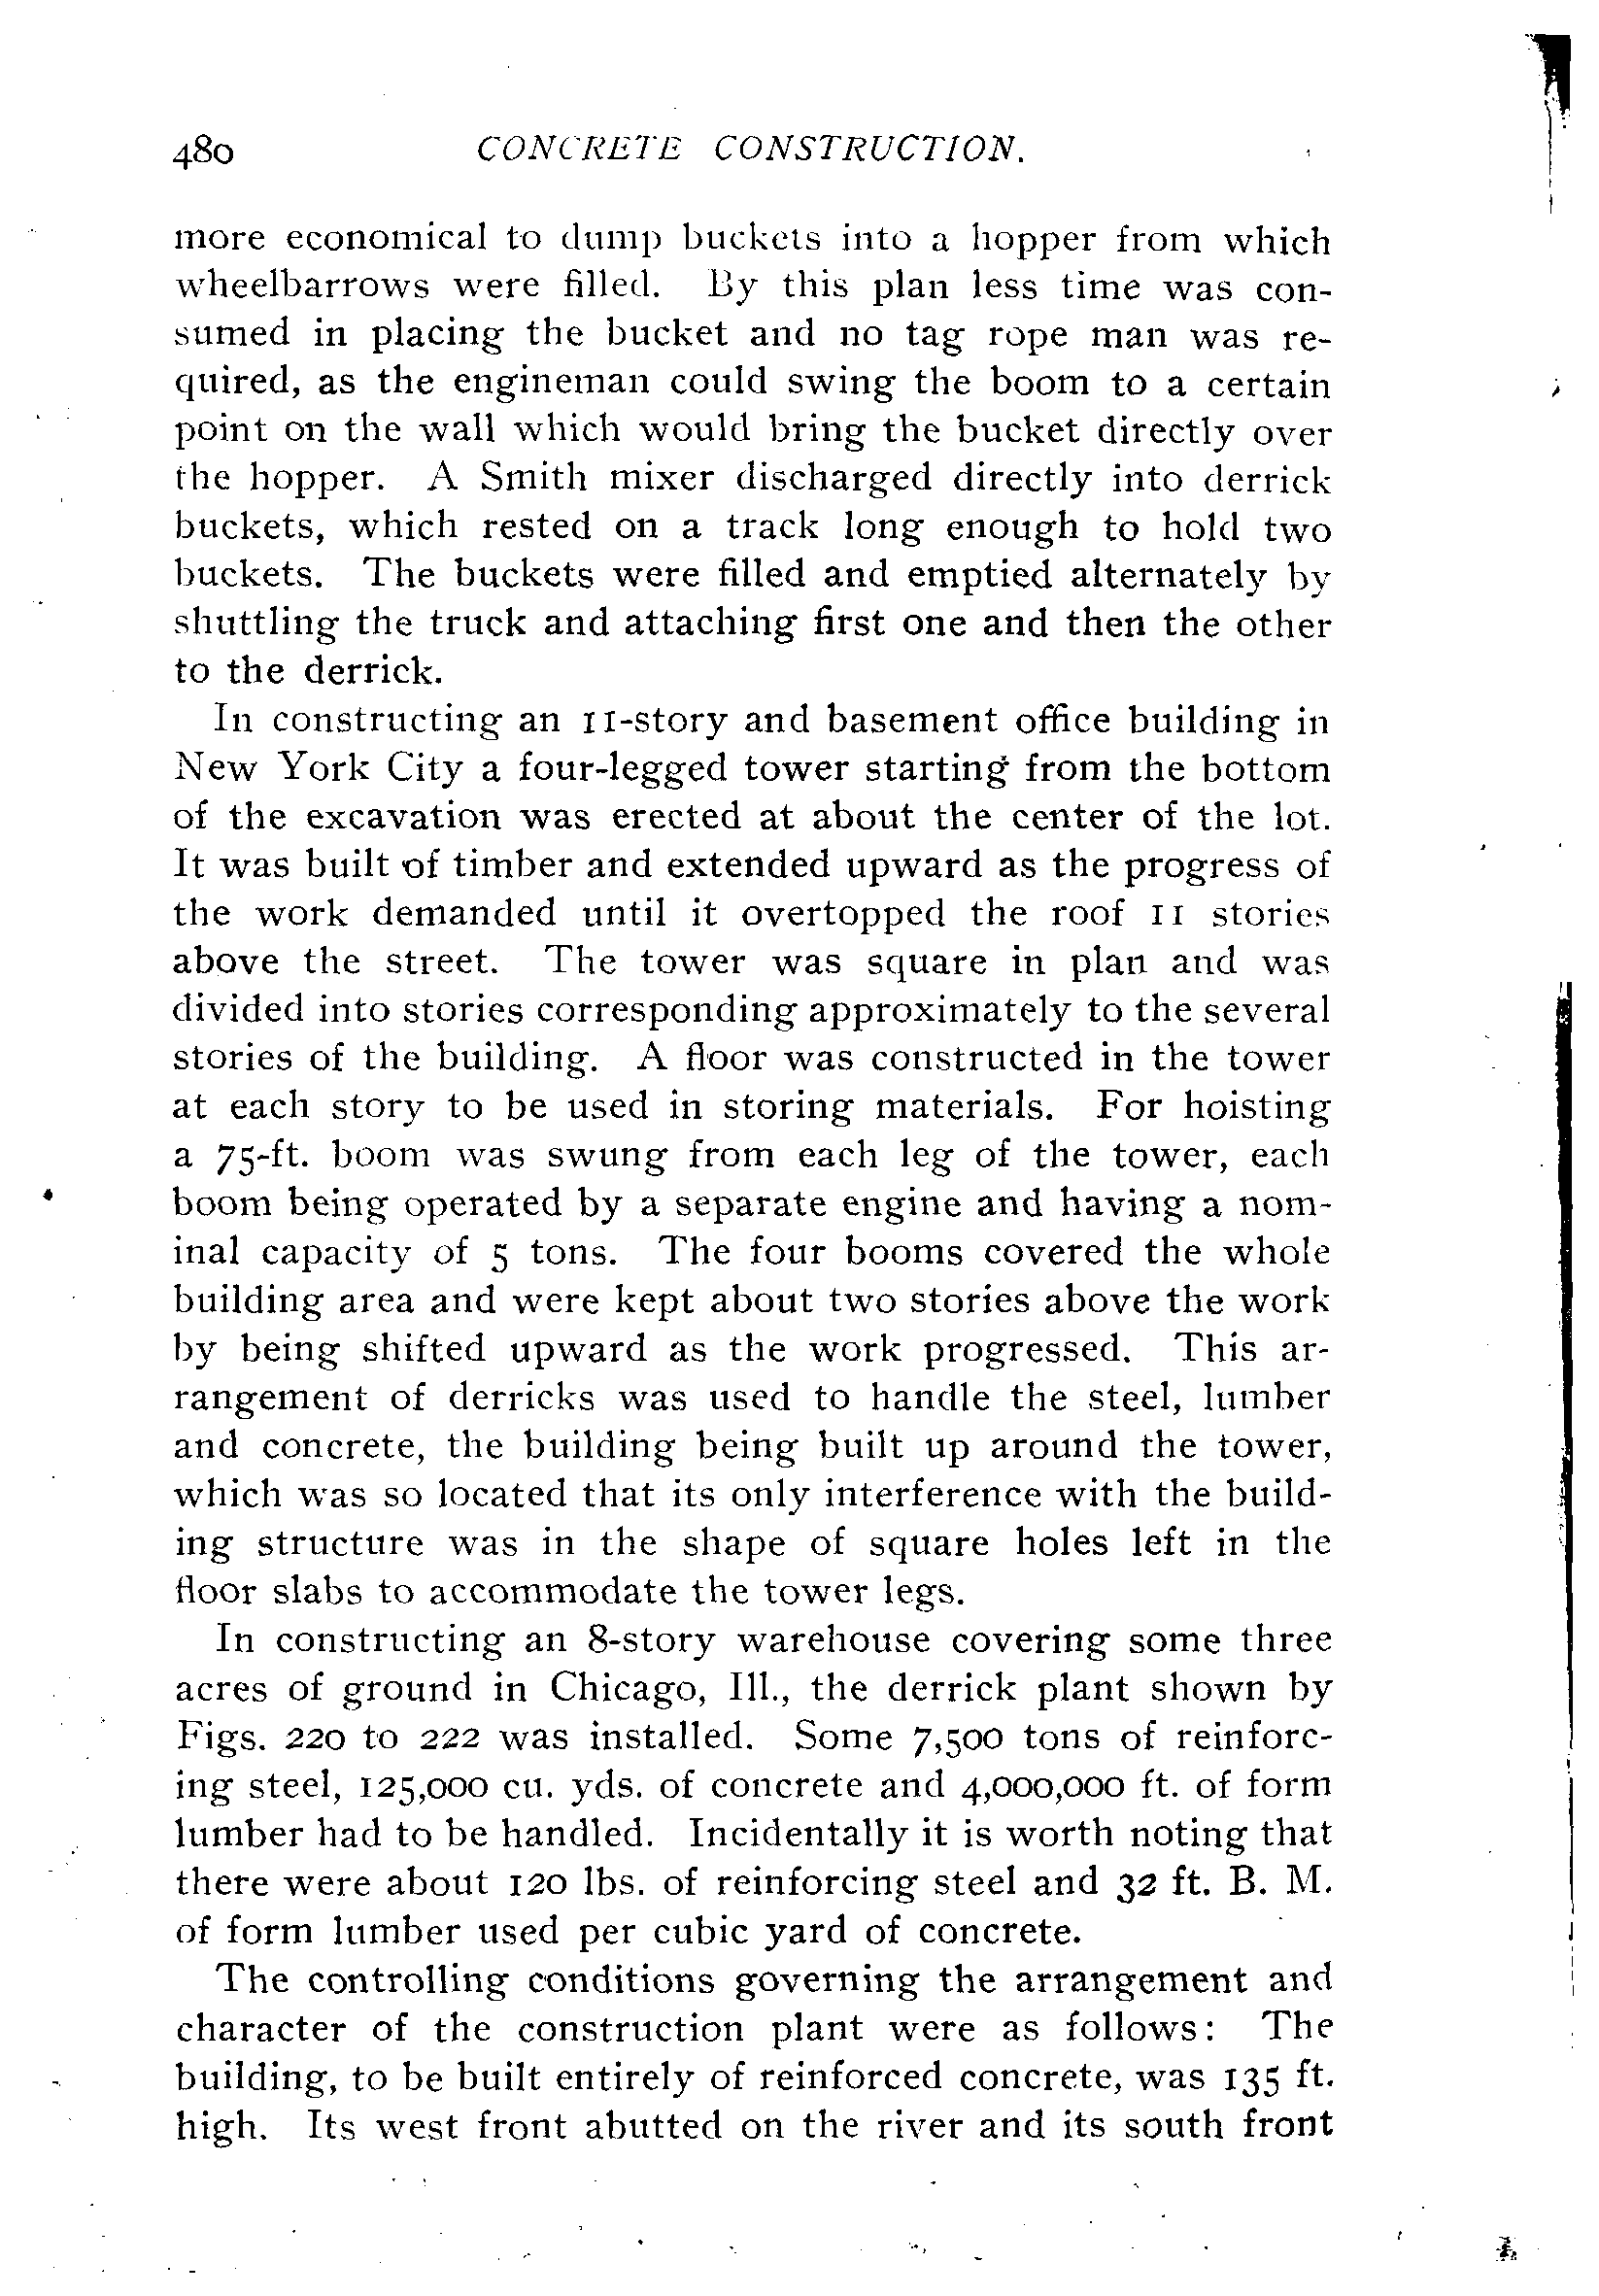 480 CONCRETE CONSTRUCTION.
more economical to dump buckets into a hopper from which
wheelbarrows were filled. By this plan less time was con-
sumed in placing the bucket and no tag rope man was re-
quired, as the engineman could swing the boom to a certain
point on the wall which would bring the bucket directly over
the hopper. A Smith mixer discharged directly into derrick
buckets, which rested on a track long enough to hold two
buckets. The buckets were filled and emptied alternately by
shuttling the truck and attaching first one and then the other
to the derrick.
In constructing an 11-story and basement office building in
New York City a four-legged tower starting from the bottom
of the excavation was erected at about the center of the lot.
It was built of timber and extended upward as the progress of
the work demanded until it overtopped the roof 11 stories
above the street. The tower was square in plan and was
divided into stories corresponding approximately to the several
stories of the building. A floor was constructed in the tower
at each story to be used in storing materials. For hoisting
a 75-ft. boom was swung from each leg of the tower, each
boom being operated by a separate engine and having a nom-
inal capacity of 5 tons. The four booms covered the whole
building area and were kept about two stories above the work
by being shifted upward as the work progressed. This ar-
rangement of derricks was used to handle the steel, lumber
and concrete, the building being built up around the tower,
which was so located that its only interference with the build-
ing structure was in the shape of square holes left in the
floor slabs to accommodate the tower legs.
In constructing an 8-story warehouse covering some three
acres of ground in Chicago, Ill., the derrick plant shown by
Figs. 220 to 222 was installed. Some 7,500 tons of reinforc-
ing steel, 125,000 cu. yds. of concrete and 4,000,000 ft. of form
lumber had to be handled. Incidentally it is worth noting that
there were about 120 lbs. of reinforcing steel and 32 ft. B. M.
of form lumber used per cubic yard of concrete.
The controlling conditions governing the arrangement and
character of the construction plant were as follows: The
building, to be built entirely of reinforced concrete, was 135 ft.
high. Its west front abutted on the river and its south front